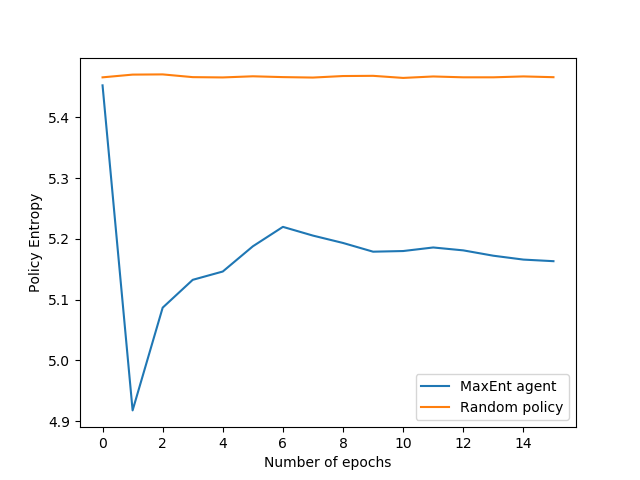 5.4
5.3
5.2
5.1
5.0
4.9
Policy Entropy
0 2 4 6 8 10 12 14
Number of epochs
MaxEnt agent
Random policy